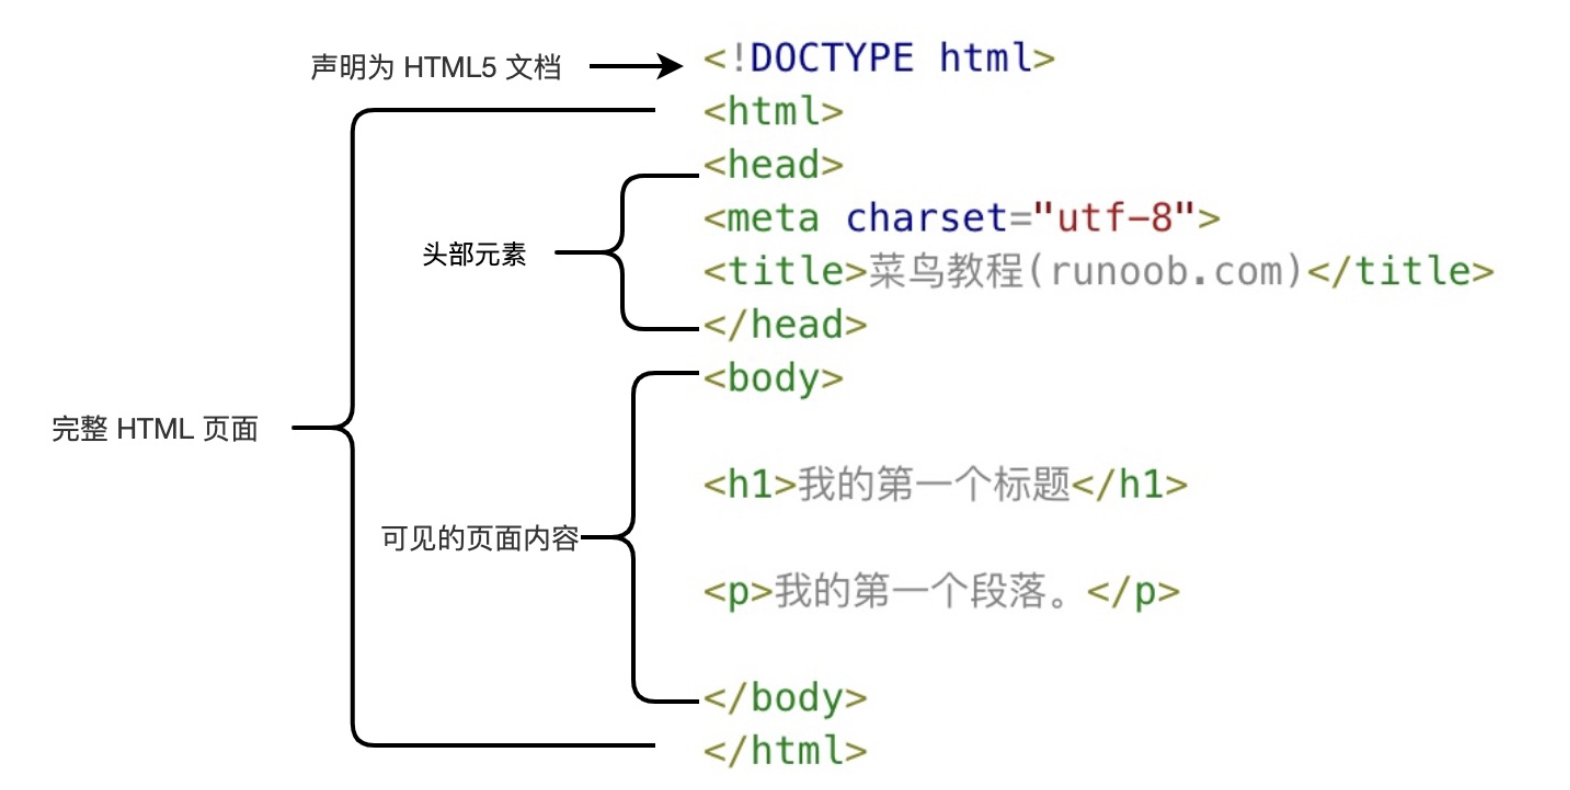 声明为 HTML5 文档
<!DOCTYPE html>
<html>
<head>
<meta charset="utf-8">
头部元素
<title>菜鸟教程(runoob.com)</title>
</head>
<body>
完整 HTML 页面
<h1>我的第一个标题</h1>
可见的页面内容
<p>我的第一个段落。</p>
</body>
</html>